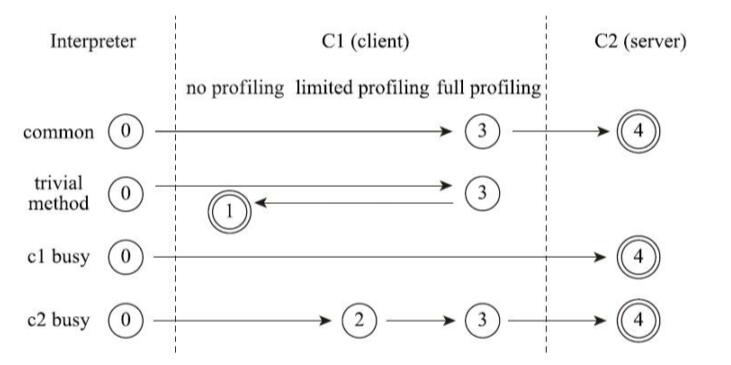 Interpreter C1 (client) C2 (server)
no profiling limited profiling full profiling
common 0 3 4
trivial
method 0 1 3
c1 busy 0 4
c2 busy 0 2 3 4